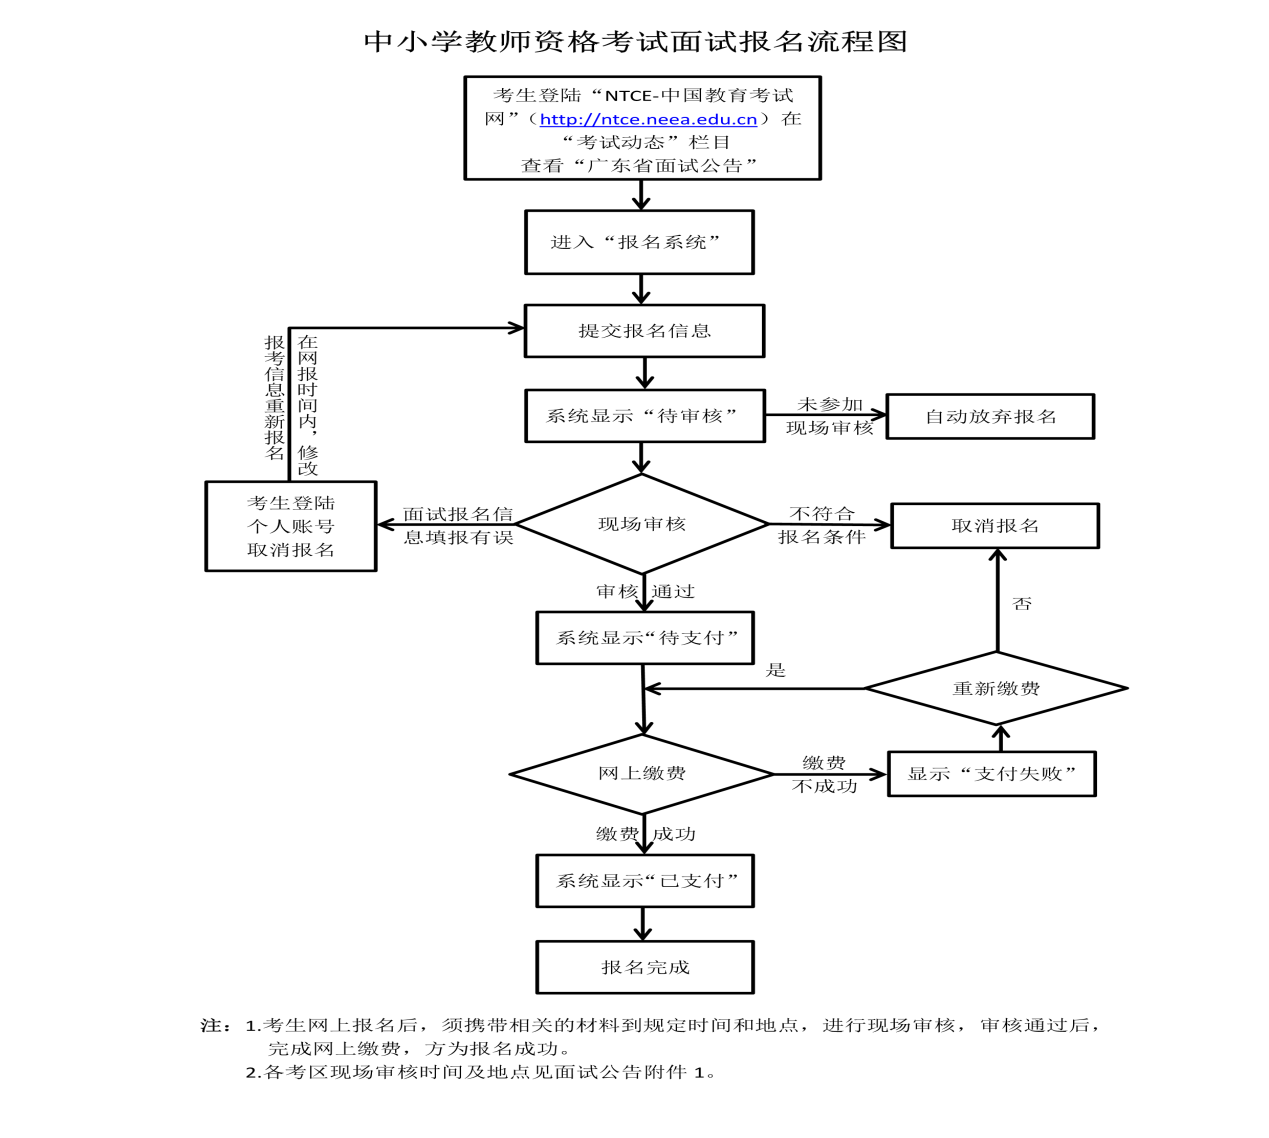 中小学教师资格考试面试报名流程图
考生登陆“NTCE-中国教育考试
网”（http://ntce.neea.edu.cn）在
“考试动态”栏目
查看“广东省面试公告”
进入“报名系统”
提交报名信息
在网报时间内，修改
报考信息重新报名
系统显示“待审核”
未参加
现场审核
自动放弃报名
考生登陆
个人账号
取消报名
面试报名信
息填报有误
现场审核
不符合
报名条件
取消报名
审核 通过
否
系统显示“待支付”
是
重新缴费
网上缴费
缴费
不成功
显示“支付失败”
缴费 成功
系统显示“已支付”
报名完成
注：1.考生网上报名后，须携带相关的材料到规定时间和地点，进行现场审核，审核通过后，
完成网上缴费，方为报名成功。
2.各考区现场审核时间及地点见面试公告附件 1。